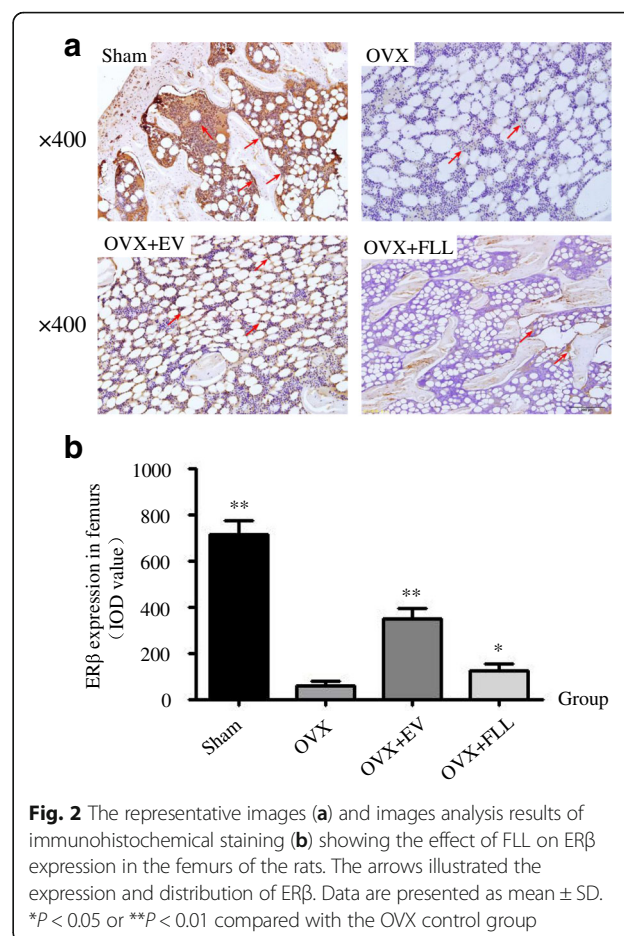 a
Sham
OVX
×400
OVX+EV
OVX+FLL
×400
b
1000
800
600
400
200
0
ERβ expression in femurs
（IOD value）
**
**
*
Group
Sham
OVX
OVX+EV
OVX+FLL
Fig. 2 The representative images (a) and images analysis results of
immunohistochemical staining (b) showing the effect of FLL on ERβ
expression in the femurs of the rats. The arrows illustrated the
expression and distribution of ERβ. Data are presented as mean ± SD.
*P < 0.05 or **P < 0.01 compared with the OVX control group